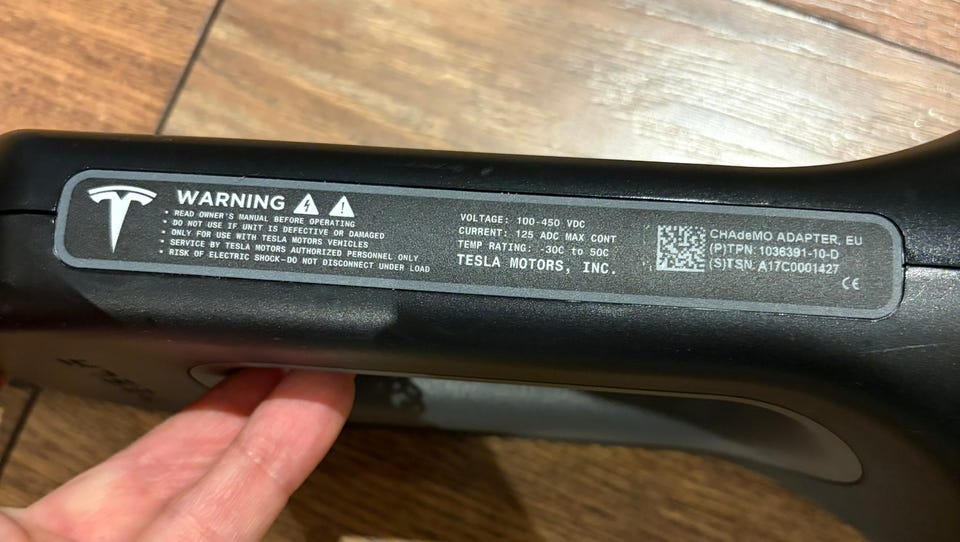 WARNING
• READ OWNER'S MANUAL BEFORE OPERATING
• DO NOT USE IF UNIT IS DEFECTIVE OR DAMAGED
• ONLY FOR USE WITH TESLA MOTORS VEHICLES
• SERVICE BY TESLA MOTORS AUTHORIZED PERSONNEL ONLY
• RISK OF ELECTRIC SHOCK-DO NOT DISCONNECT UNDER LOAD
VOLTAGE: 100-450 VDC
CURRENT: 125 ADC MAX CONT
TEMP RATING: -30C to 50C
TESLA MOTORS, INC.
CHAdeMO ADAPTER, EU
(P)TPN: 1036391-10-D
(S)TSN: A17C0001427
CE